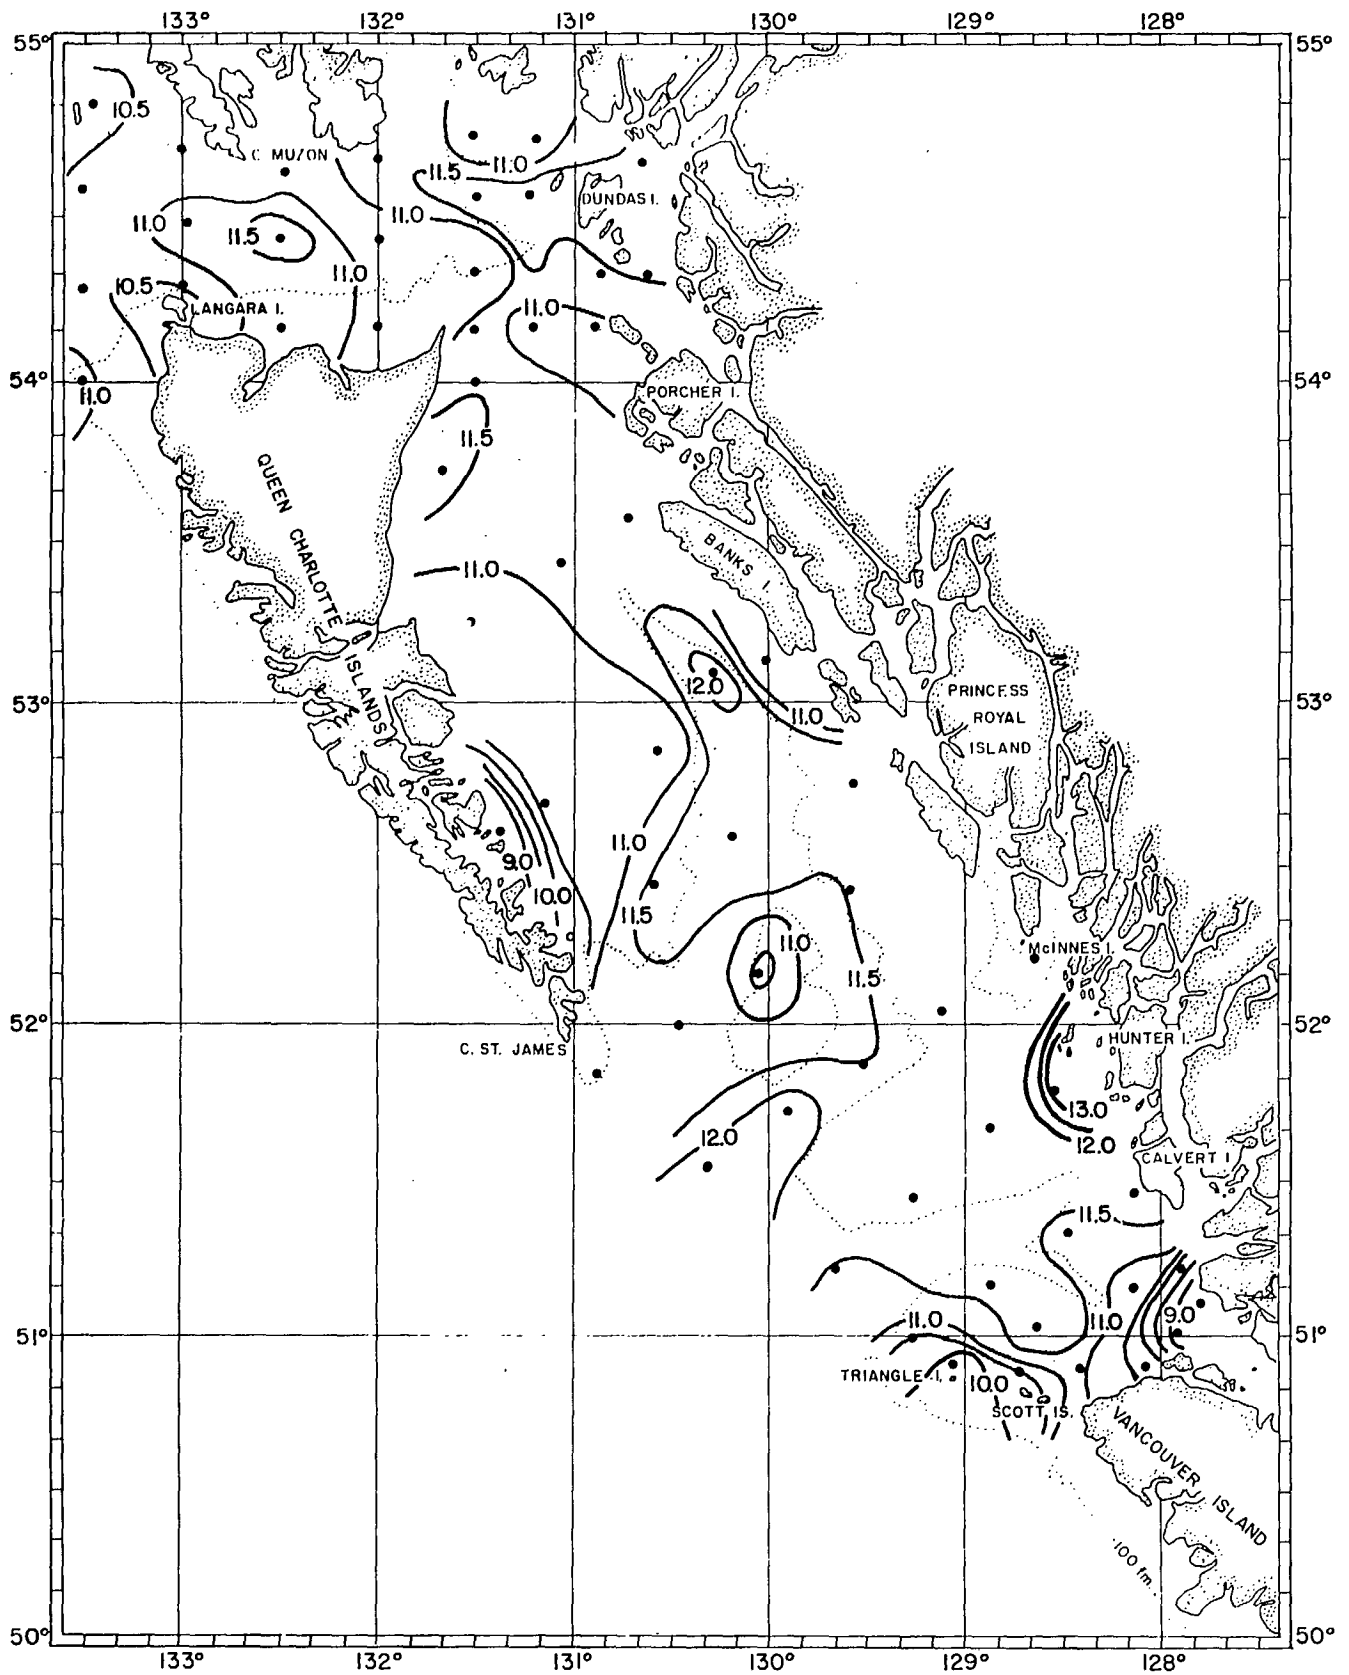 133° 132° 131° 130° 129° 128°
55° 55°
10.5
C. MUZON
11.0
11.5
DUNDAS I.
11.0 11.0
11.5
11.0
10.5
LANGARA I.
11.0
54° 54°
11.0
PORCHER I.
11.5
QUEEN CHARLOTTE ISLANDS
BANKS I
11.0
12.0
PRINCESS
ROYAL
ISLAND
53° 53°
11.0
11.0
9.0
10.0
11.5
11.0
McINNES I.
11.5
52° 52°
HUNTER I.
C. ST. JAMES
13.0
12.0
12.0
CALVERT I
11.5
11.0 11.0 9.0
51° 51°
TRIANGLE I.
10.0
SCOTT IS.
VANCOUVER ISLAND
100 fm.
50° 50°
133° 132° 131° 130° 129° 128°